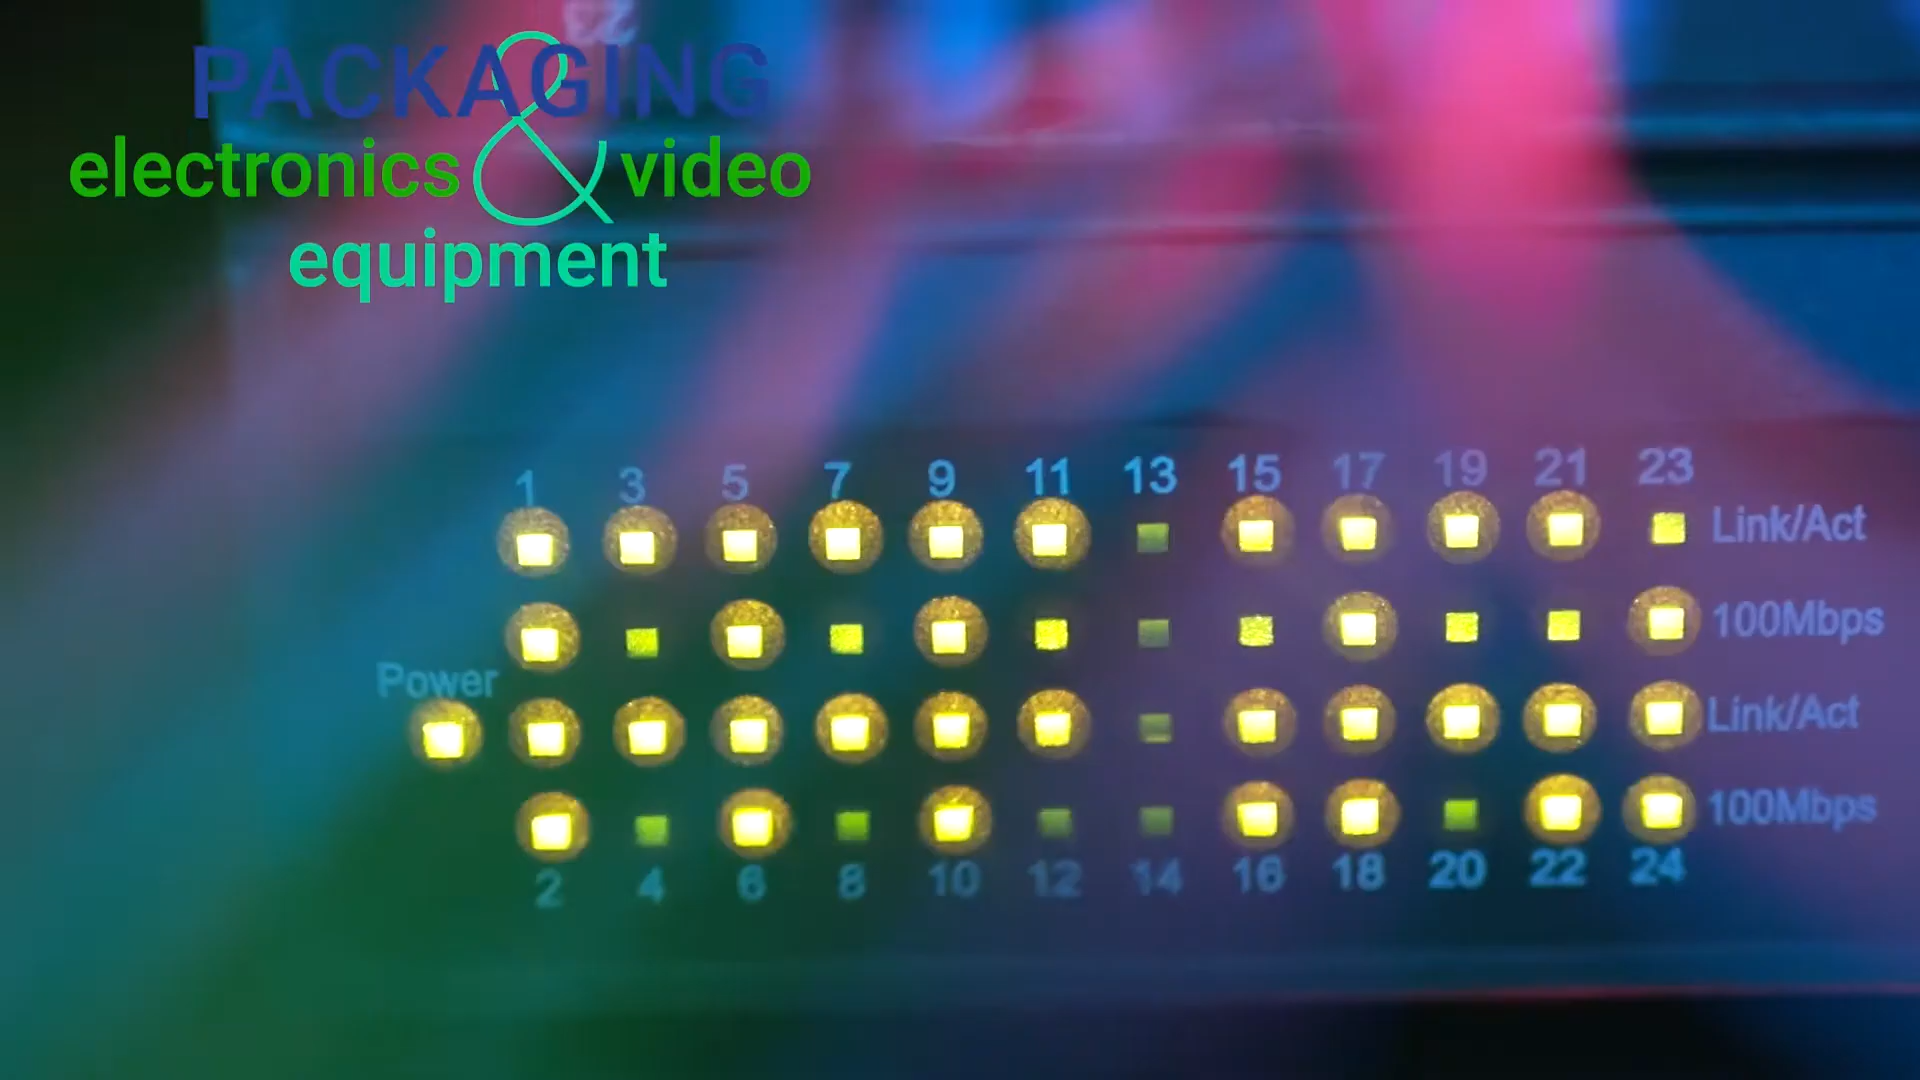 23
PACKAGING
electronics & video
equipment
1 3 5 7 9 11 13 15 17 19 21 23
Link/Act
100Mbps
Power
Link/Act
100Mbps
2 4 6 8 10 12 14 16 18 20 22 24